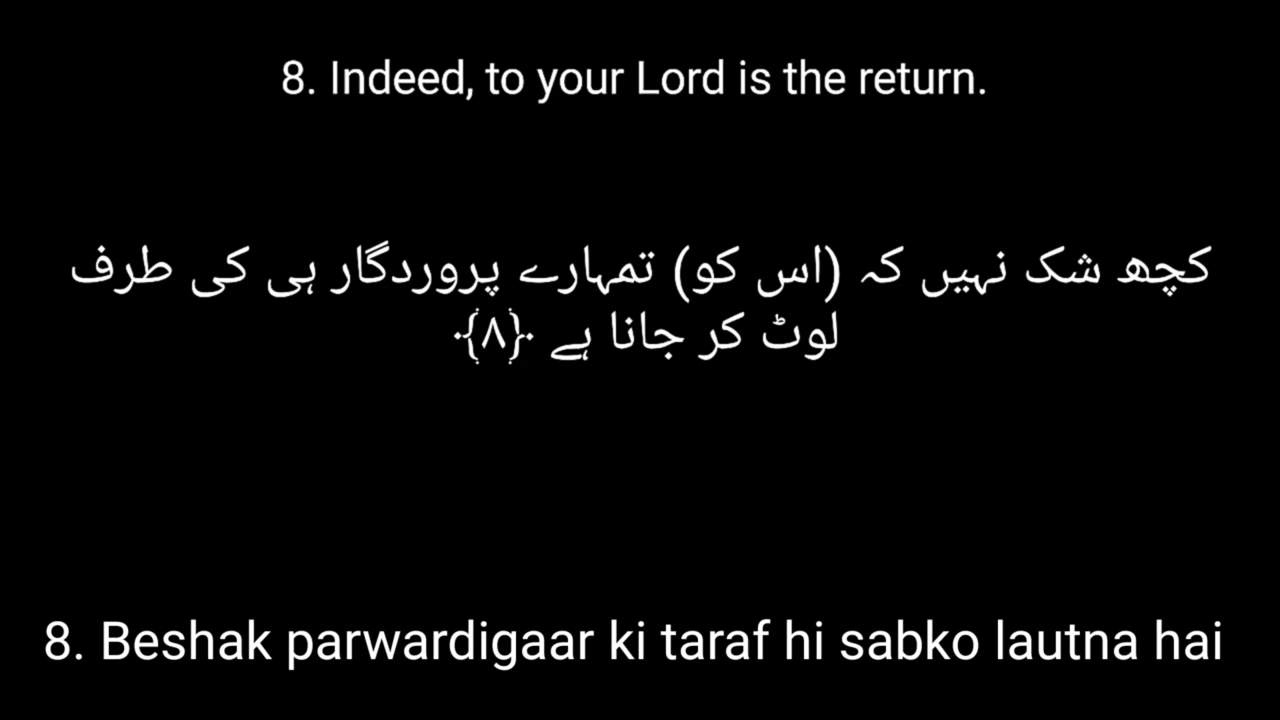 8. Indeed, to your Lord is the return.
کچھ شک نہیں کہ (اس کو) تمہارے پروردگار ہی کی طرف
لوٹ کر جانا ہے ﴿۸﴾
8. Beshak parwardigaar ki taraf hi sabko lautna hai